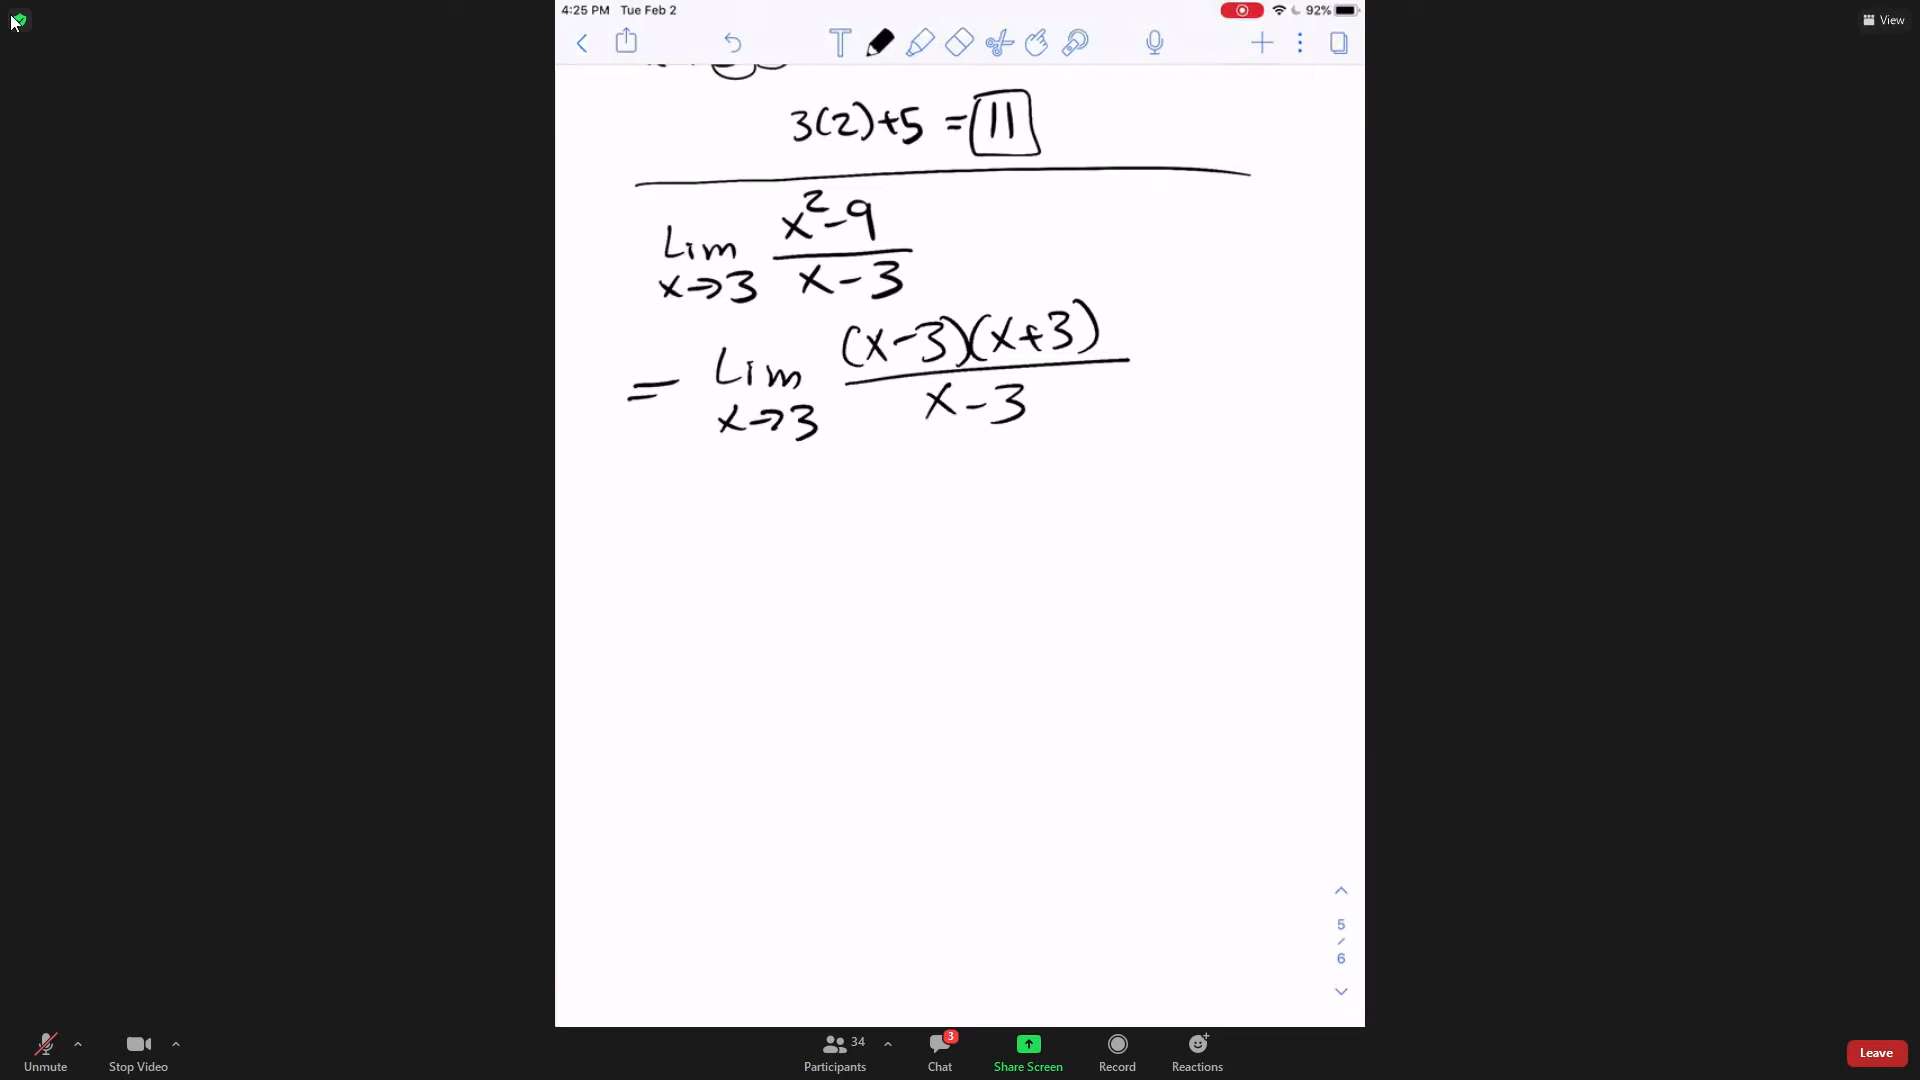 4:25 PM Tue Feb 2
92%
View
3(2)+5 = 11
Lim x→3 (x²-9)/(x-3)
= Lim x→3 ((x-3)(x+3))/(x-3)
5
/
6
Unmute
Stop Video
34
Participants
3
Chat
Share Screen
Record
Reactions
Leave